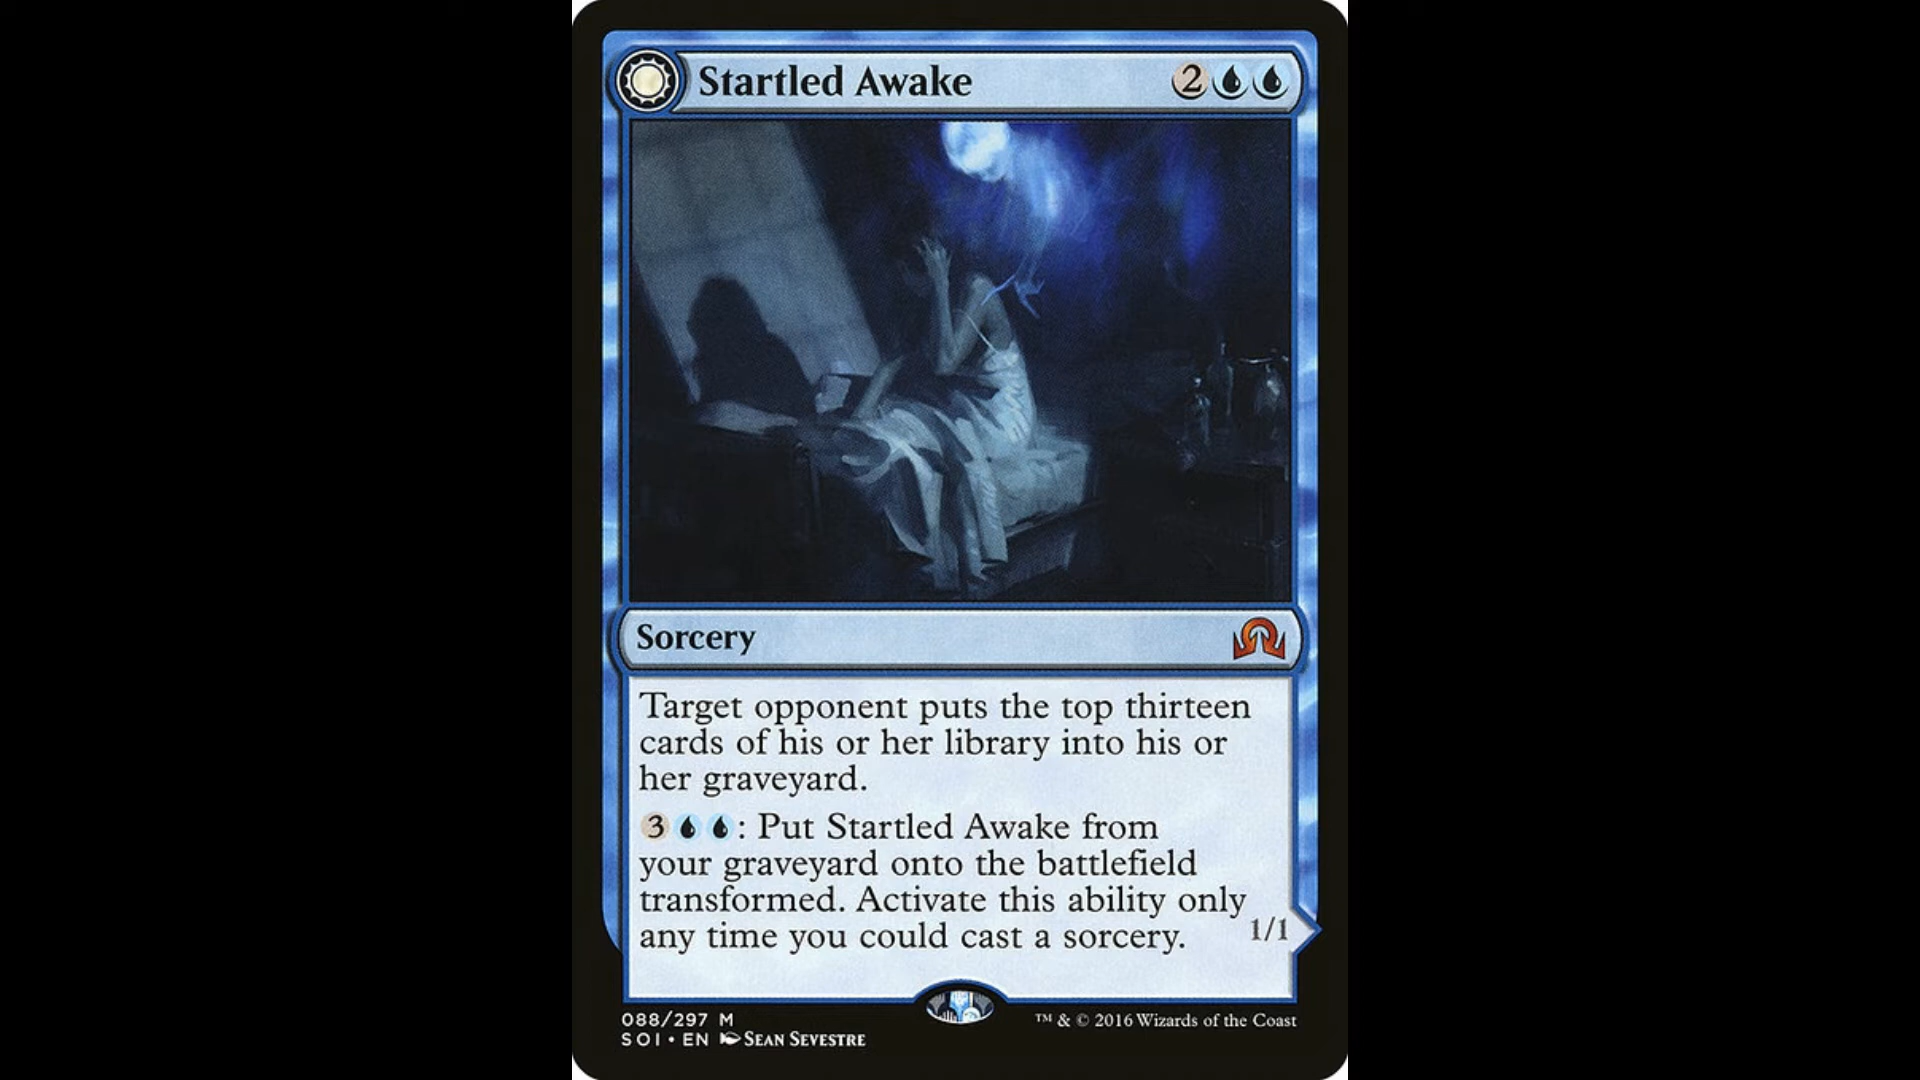 Startled Awake 2
Sorcery
Target opponent puts the top thirteen
cards of his or her library into his or
her graveyard.
3 : Put Startled Awake from
your graveyard onto the battlefield
transformed. Activate this ability only
any time you could cast a sorcery.
1/1
088/297 M
SOI • EN Sean Sevestre
™ & © 2016 Wizards of the Coast